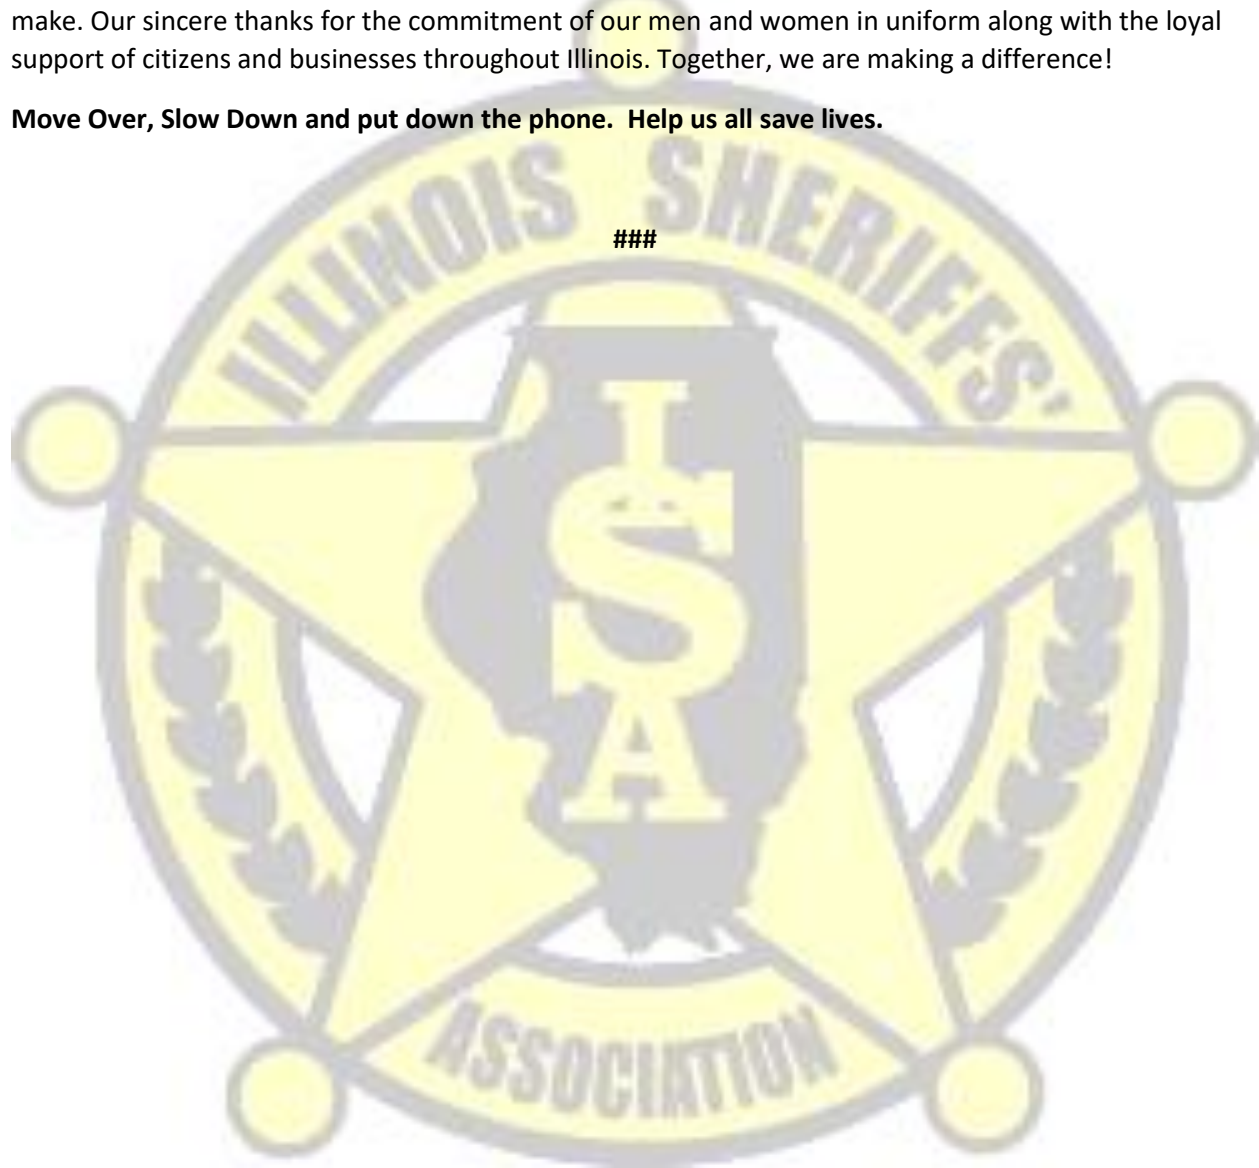 make. Our sincere thanks for the commitment of our men and women in uniform along with the loyal
support of citizens and businesses throughout Illinois. Together, we are making a difference!
Move Over, Slow Down and put down the phone.  Help us all save lives.
ILLINOIS SHERIFFS'
###
I
S
A
ASSOCIATION